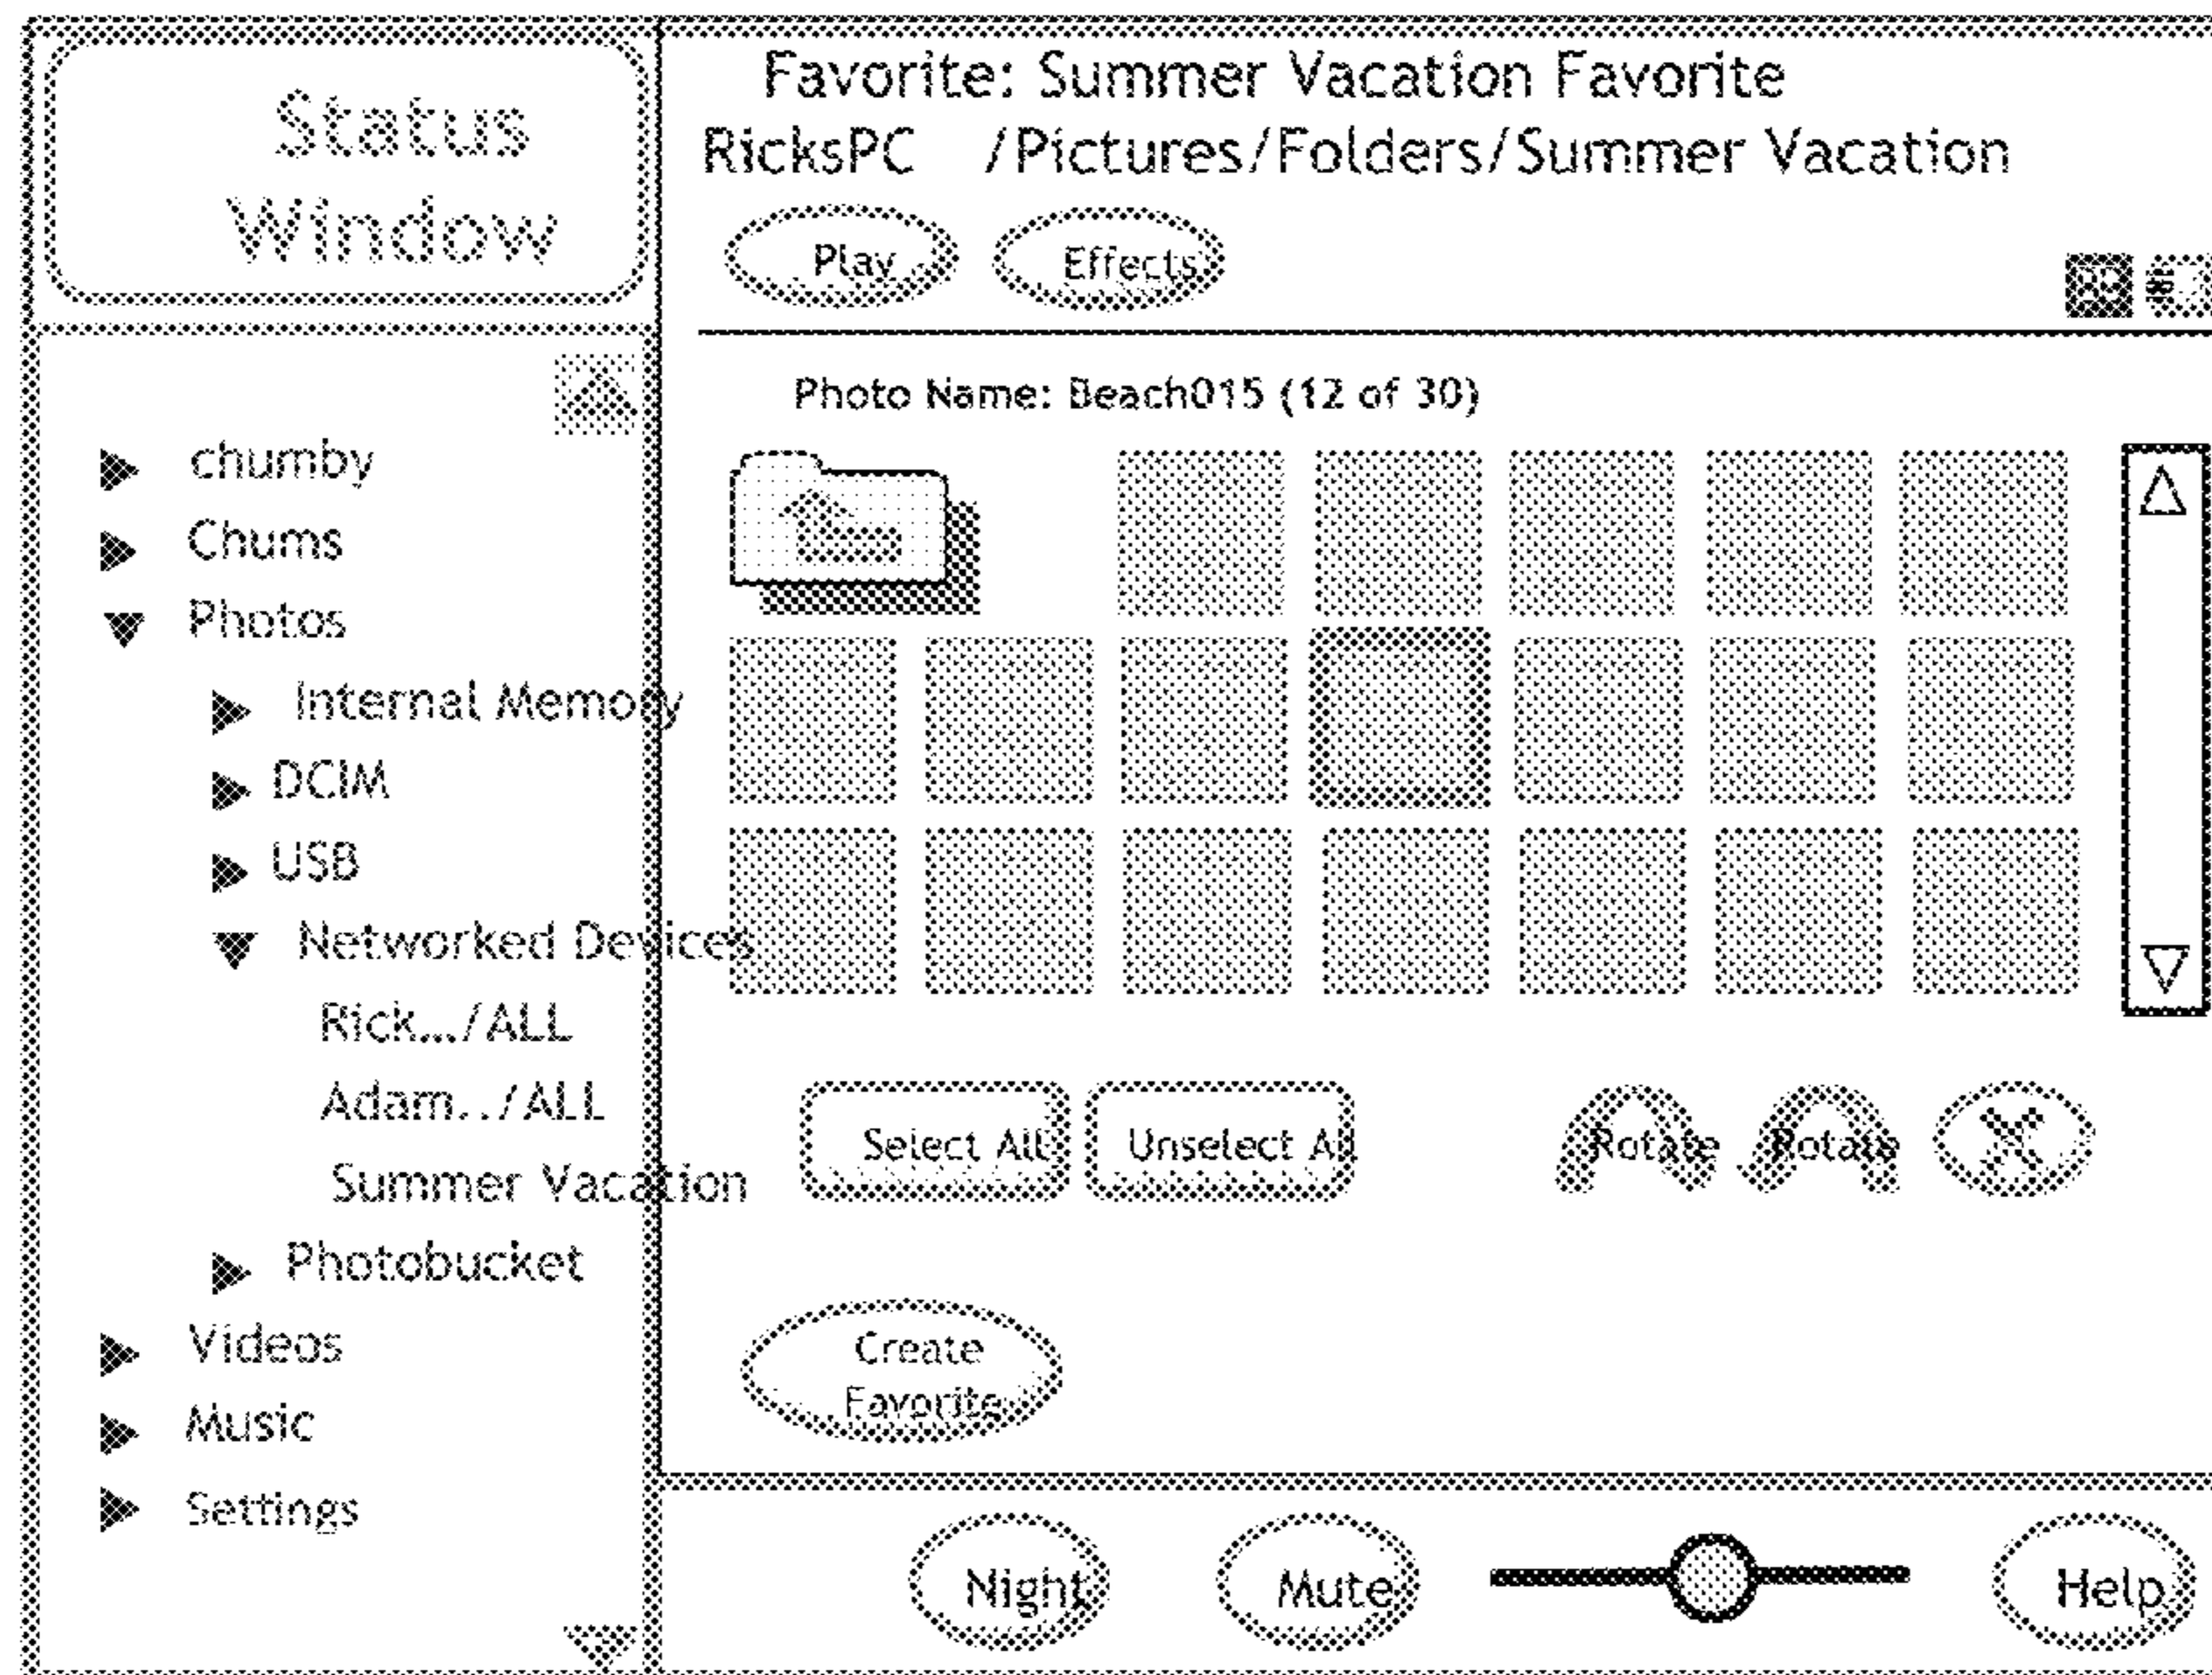 Status
Window
Favorite: Summer Vacation Favorite
RicksPC /Pictures/Folders/Summer Vacation
Play
Effects
Photo Name: Beach015 (12 of 30)
chumby
Chums
Photos
Internal Memory
DCIM
USB
Networked Devices
Rick.../ALL
Adam../ALL
Summer Vacation
Photobucket
Videos
Music
Settings
Select All
Unselect All
Rotate
Rotate
X
Create
Favorite
Night
Mute
Help